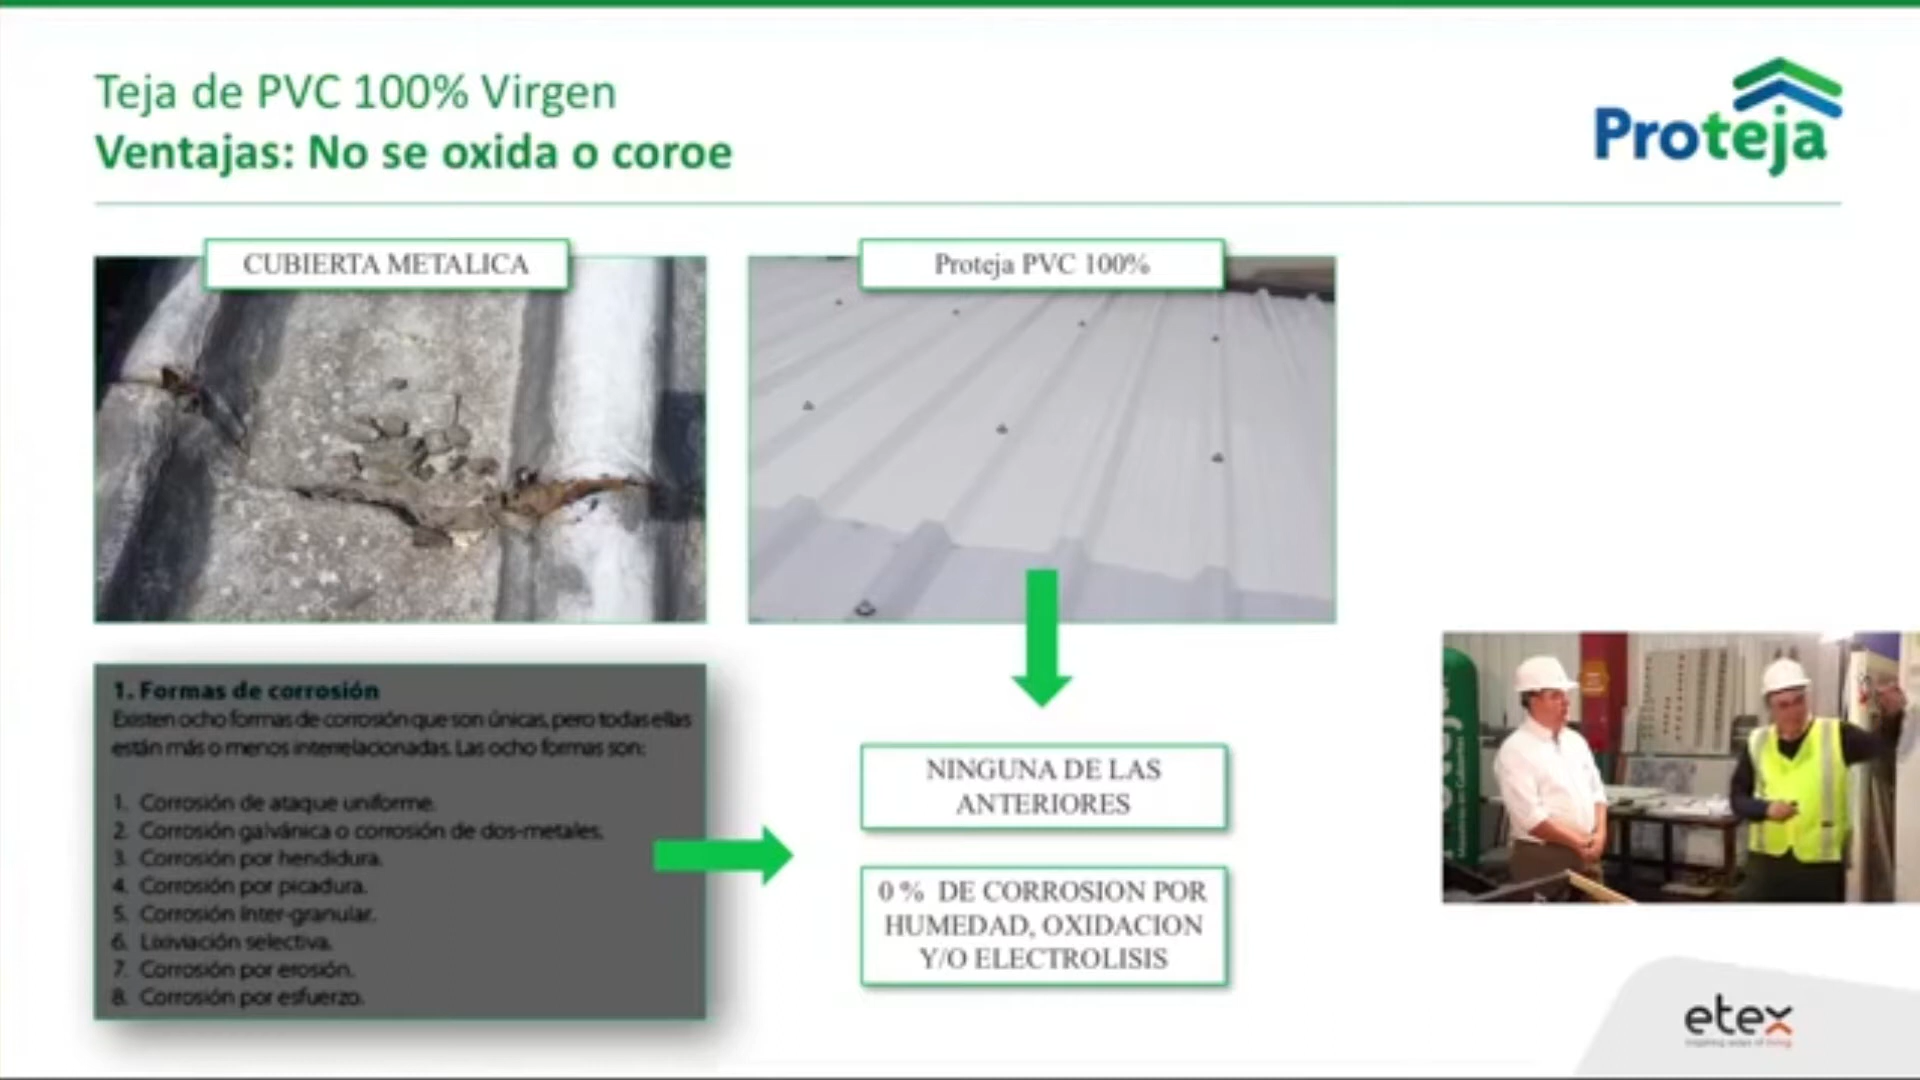 Teja de PVC 100% Virgen
Ventajas: No se oxida o coroe
Proteja
CUBIERTA METALICA
Proteja PVC 100%
1. Formas de corrosión
Existen ocho formas de corrosión que son únicas, pero todas ellas
están más o menos interrelacionadas. Las ocho formas son:
1. Corrosión de ataque uniforme.
2. Corrosión galvánica o corrosión de dos-metales.
3. Corrosión por hendidura.
4. Corrosión por picadura.
5. Corrosión Inter-granular.
6. Lixiviación selectiva.
7. Corrosión por erosión.
8. Corrosión por esfuerzo.
NINGUNA DE LAS
ANTERIORES
0 % DE CORROSION POR
HUMEDAD, OXIDACION
Y/O ELECTROLISIS
etex
inspiring ways of living